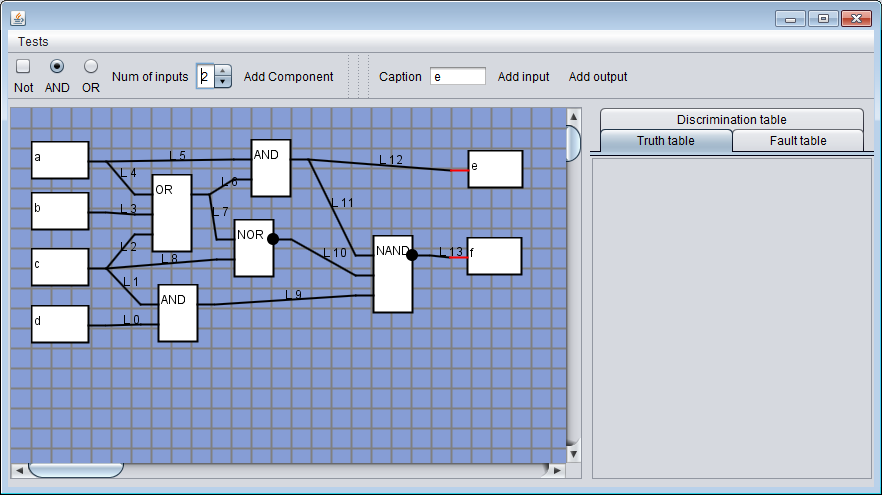 Tests
Not AND OR Num of inputs 2 Add Component Caption e Add input Add output
Discrimination table
Truth table Fault table
a L 5 AND L 12 e
L 4
OR L 6
b L 3 L 7 L 11
NOR NAND
L 2 L 10 L 13 f
c L 8
L 1
AND L 9
d L 0